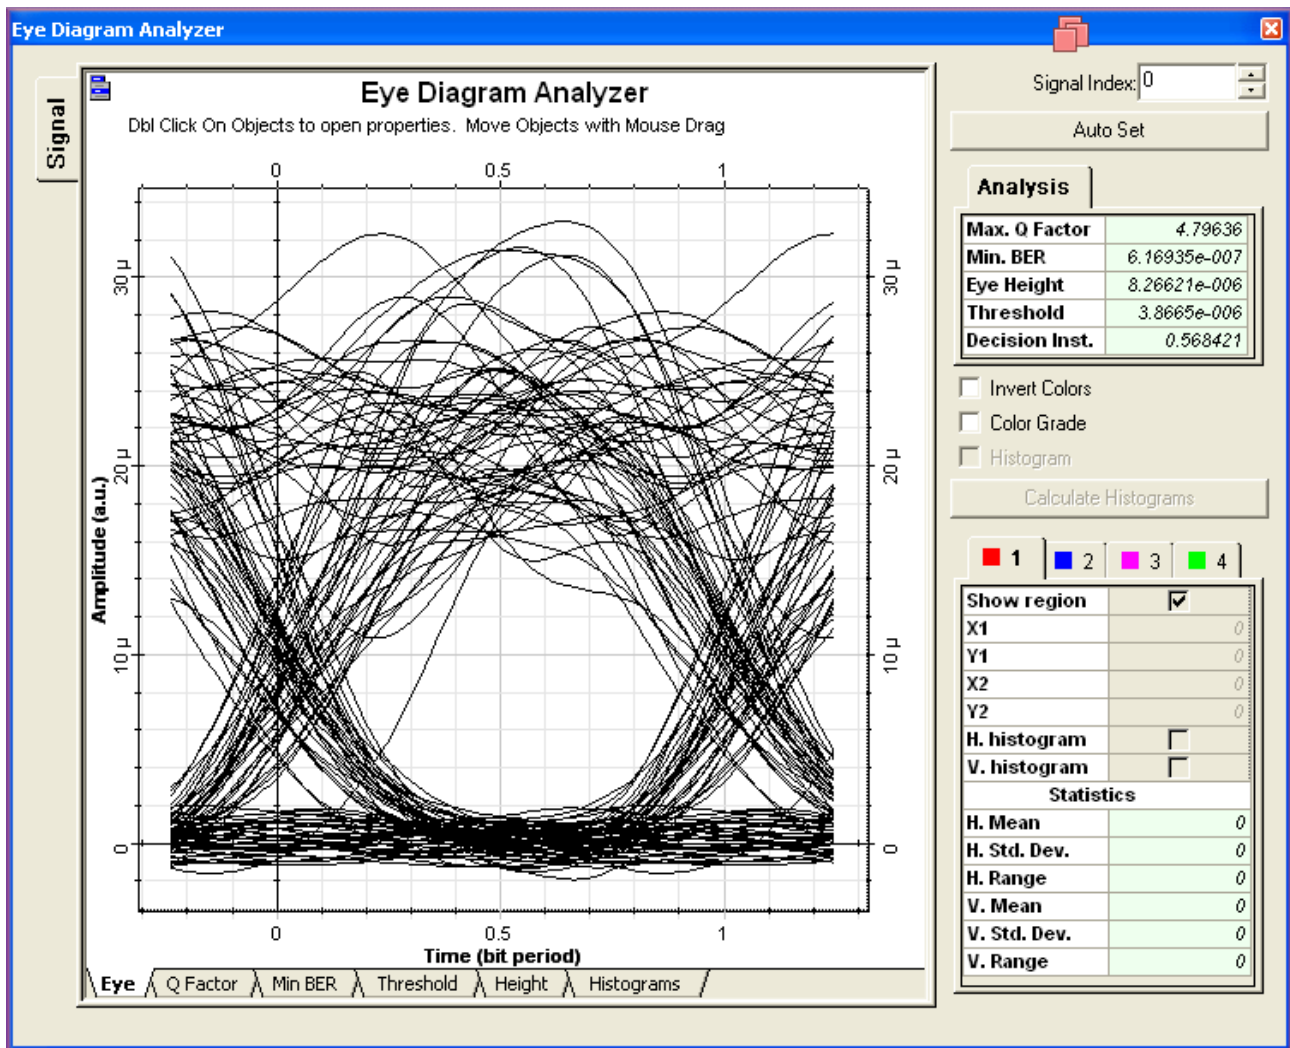 Eye Diagram Analyzer
Signal
Eye Diagram Analyzer
Dbl Click On Objects to open properties. Move Objects with Mouse Drag
0 0.5 1
30 µ 30 µ
20 µ 20 µ
10 µ 10 µ
0 0
Amplitude (a.u.)
0 0.5 1
Time (bit period)
Eye Q Factor Min BER Threshold Height Histograms
Signal Index: 0
Auto Set
Analysis
Max. Q Factor 4.79636
Min. BER 6.16935e-007
Eye Height 8.26621e-006
Threshold 3.8665e-006
Decision Inst. 0.568421
Invert Colors
Color Grade
Histogram
Calculate Histograms
1 2 3 4
Show region
X1 0
Y1 0
X2 0
Y2 0
H. histogram
V. histogram
Statistics
H. Mean 0
H. Std. Dev. 0
H. Range 0
V. Mean 0
V. Std. Dev. 0
V. Range 0